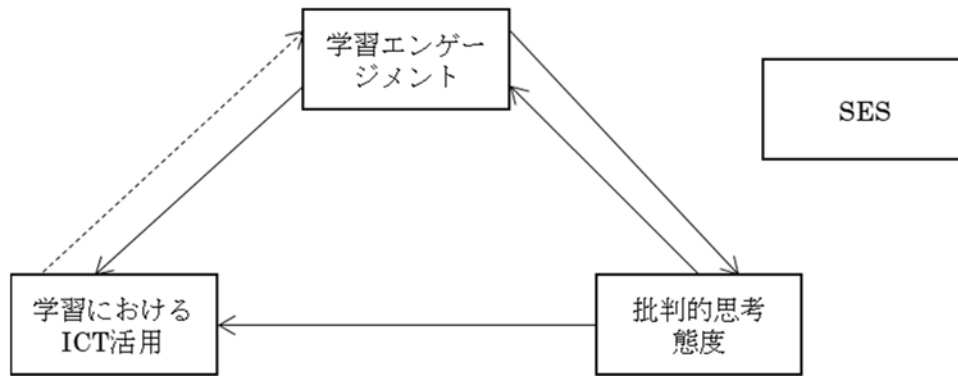 学習エンゲー
ジメント
SES
学習における
ICT活用
批判的思考
態度